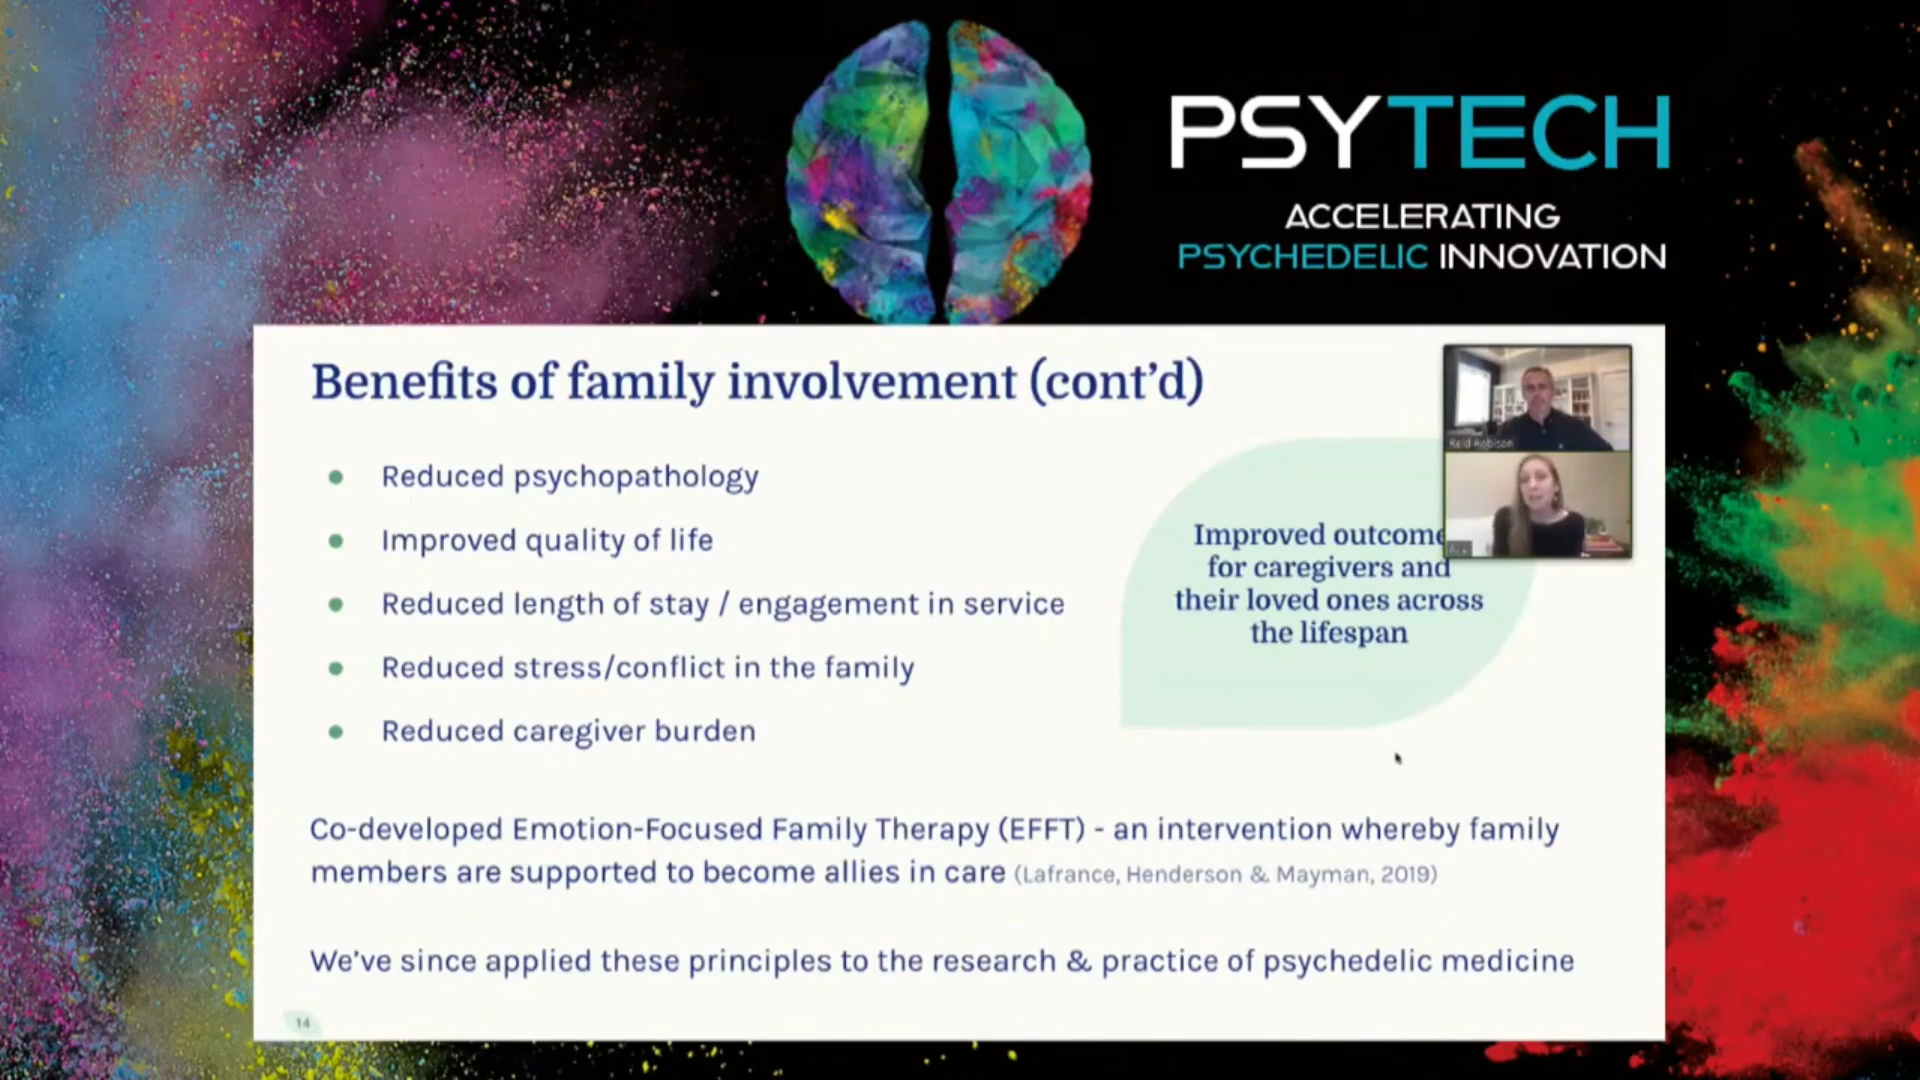 PSYTECH
ACCELERATING
PSYCHEDELIC INNOVATION
Benefits of family involvement (cont'd)
Reid Robison
Reduced psychopathology
Improved quality of life
Reduced length of stay / engagement in service
Reduced stress/conflict in the family
Reduced caregiver burden
Improved outcome
for caregivers and
their loved ones across
the lifespan
Co-developed Emotion-Focused Family Therapy (EFFT) - an intervention whereby family
members are supported to become allies in care (Lafrance, Henderson & Mayman, 2019)
We've since applied these principles to the research & practice of psychedelic medicine
14